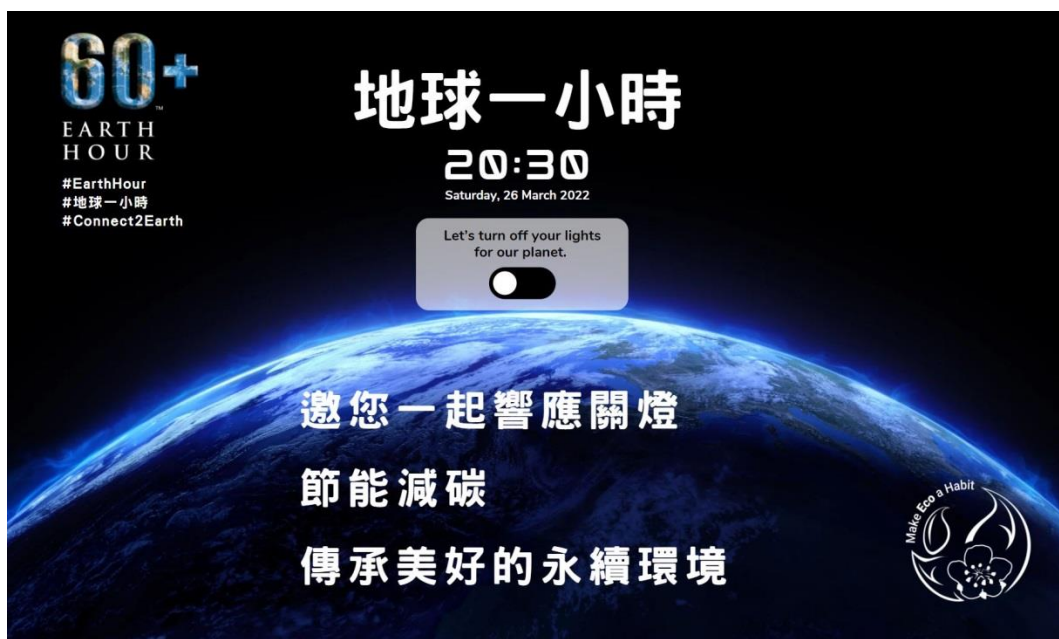 60+
TM
EARTH
HOUR
#EarthHour
#地球一小時
#Connect2Earth
地球一小時
20:30
Saturday, 26 March 2022
Let's turn off your lights
for our planet.
邀您一起響應關燈
節能減碳
傳承美好的永續環境
Make Eco a Habit